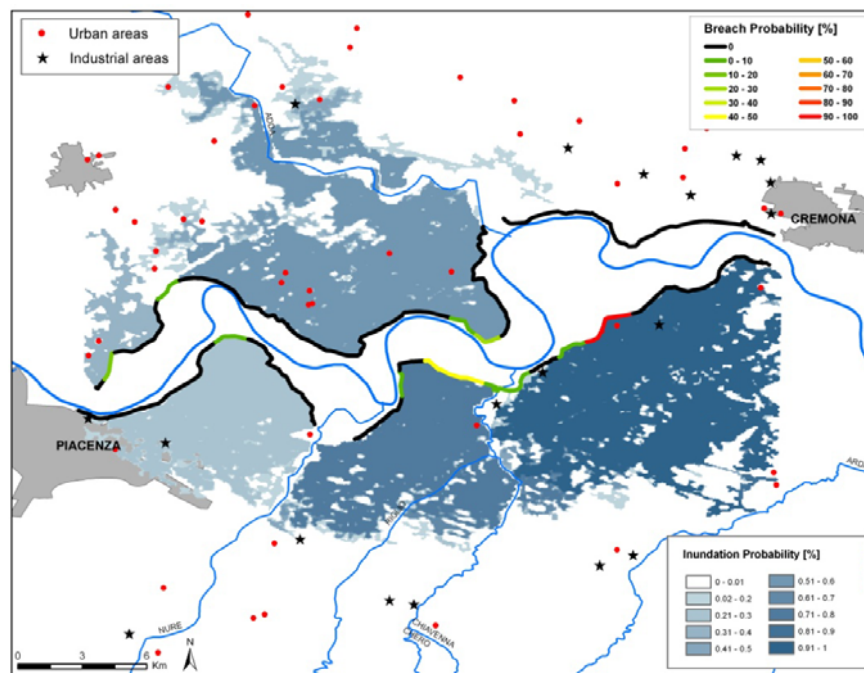 Urban areas
Industrial areas
Breach Probability [%]
0
0 - 10
10 - 20
20 - 30
30 - 40
40 - 50
50 - 60
60 - 70
70 - 80
80 - 90
90 - 100
ADDA
CREMONA
PIACENZA
ARDA
RIGLIO
NURE
CHIAVENNA
Inundation Probability [%]
0 - 0.01
0.02 - 0.2
0.21 - 0.3
0.31 - 0.4
0.41 - 0.5
0.51 - 0.6
0.61 - 0.7
0.71 - 0.8
0.81 - 0.9
0.91 - 1
N
0 3 6
Km